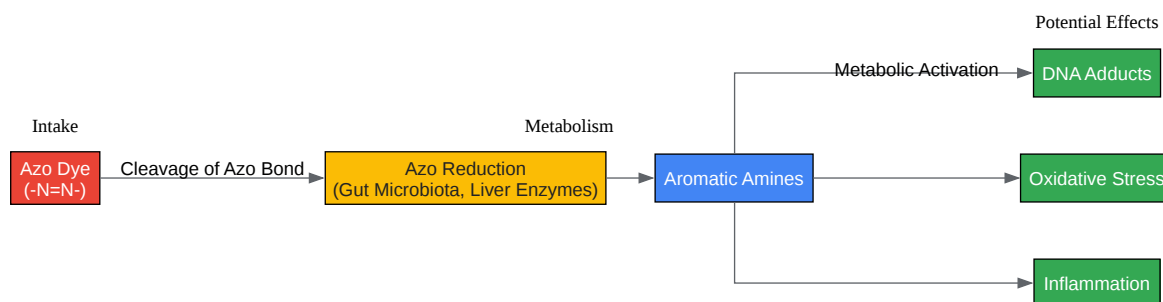 Potential Effects
Metabolic Activation
DNA Adducts
Intake
Metabolism
Azo Dye
(-N=N-)
Cleavage of Azo Bond
Azo Reduction
(Gut Microbiota, Liver Enzymes)
Aromatic Amines
Oxidative Stress
Inflammation